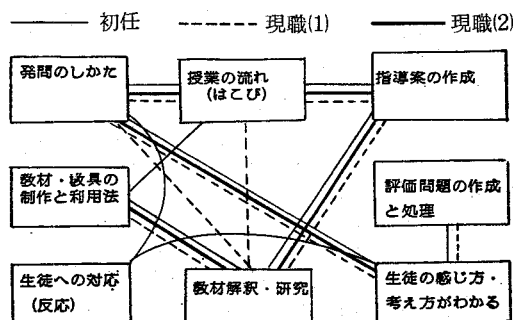 初任 現職(1) 現職(2)
発問のしかた
授業の流れ
(はこび)
指導案の作成
教材・教具の
制作と利用法
評価問題の作成
と処理
生徒への対応
(反応)
教材解釈・研究
生徒の感じ方・
考え方がわかる